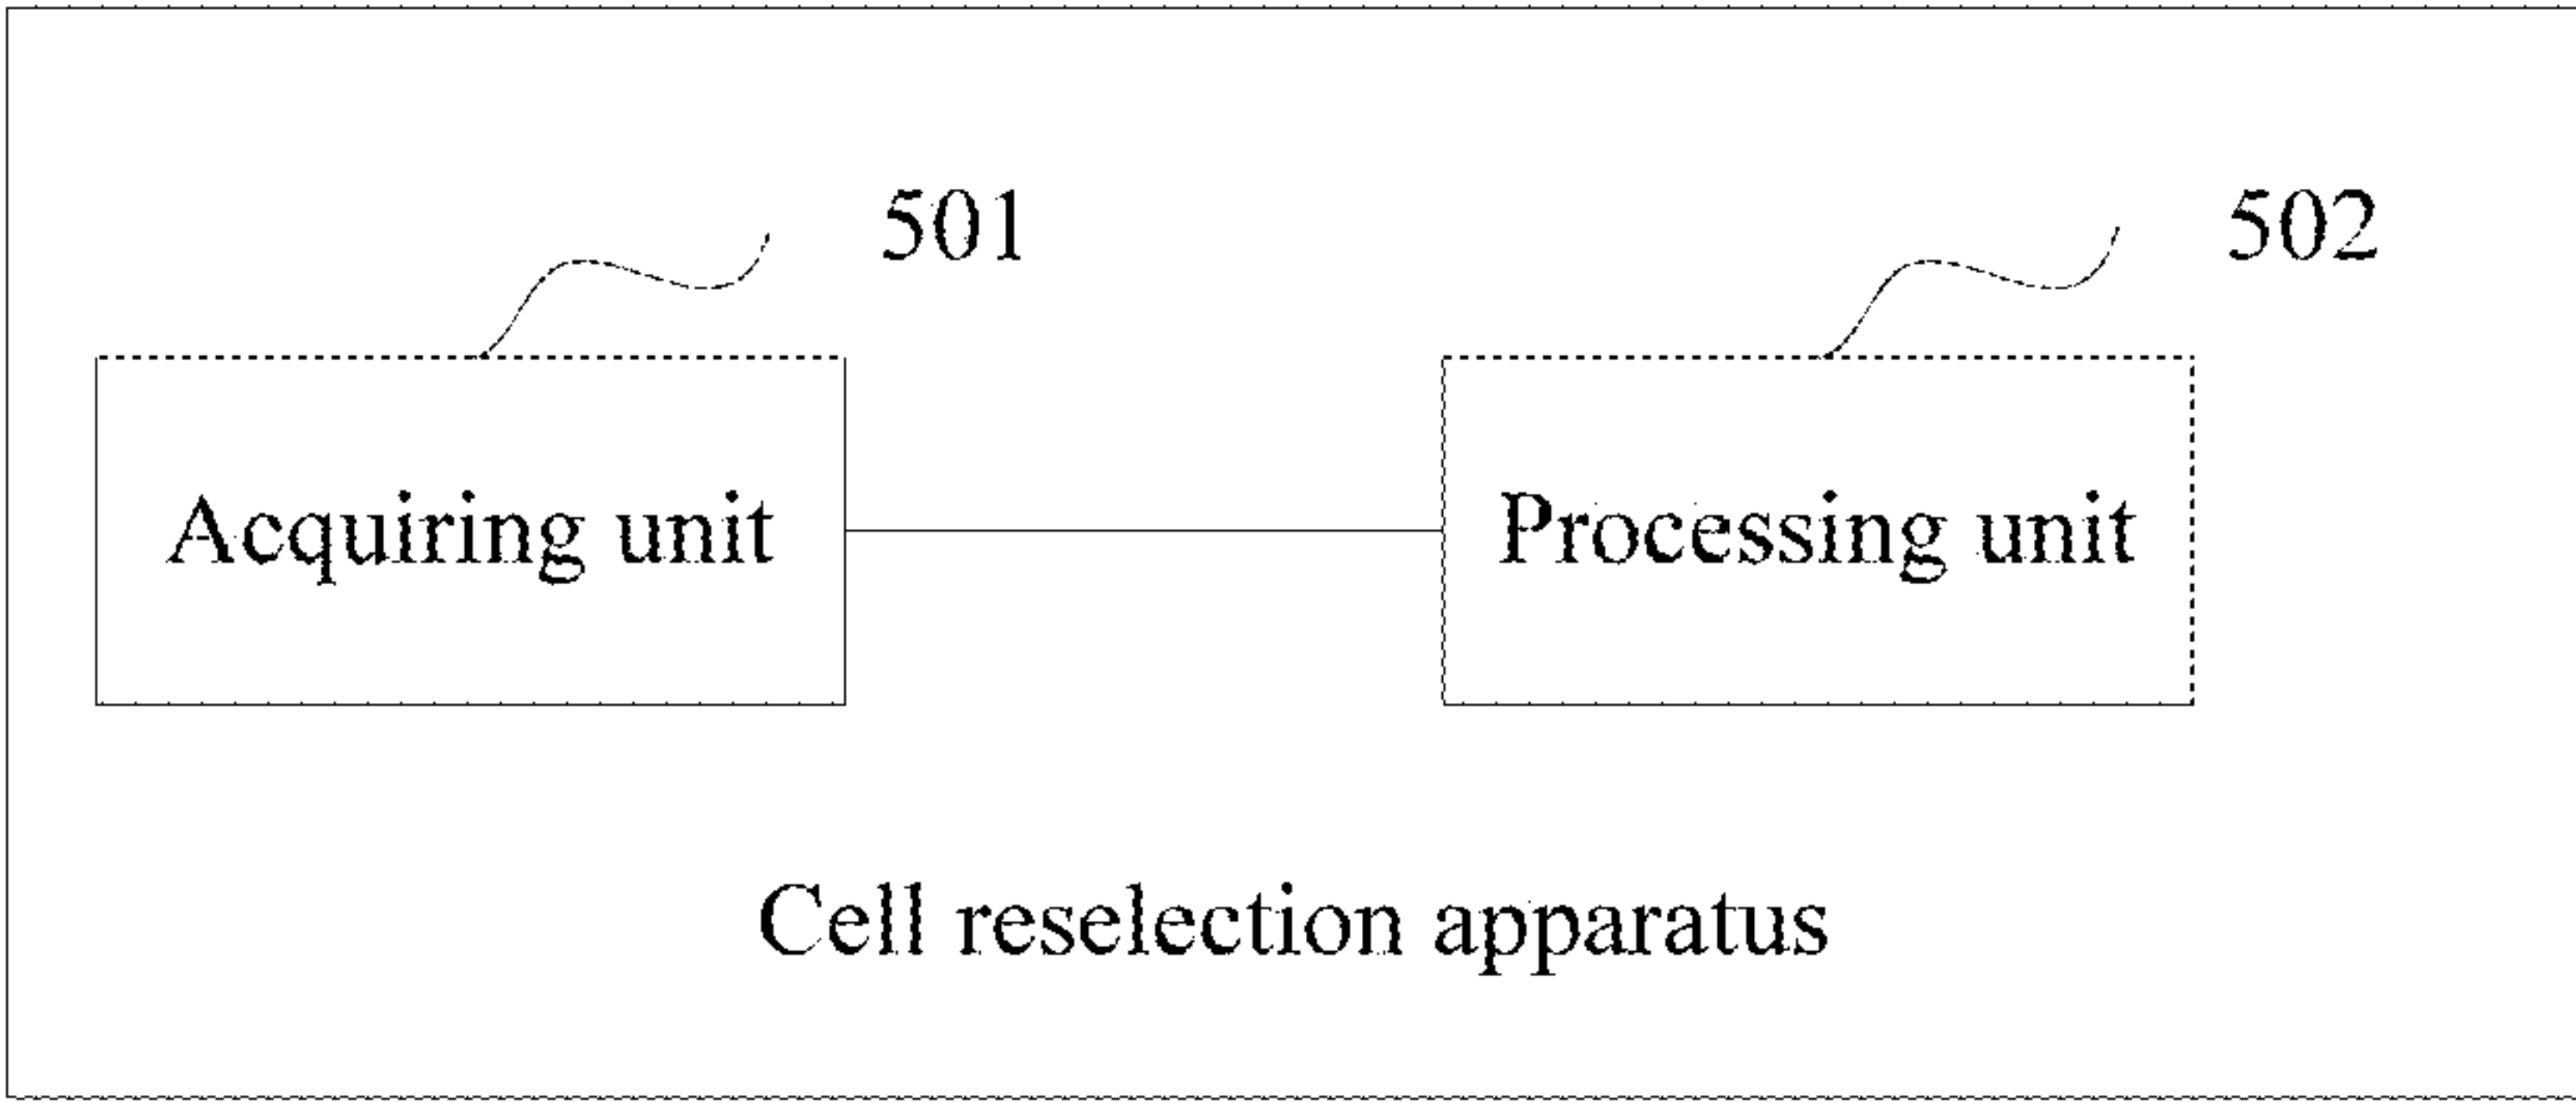 501
502
Acquiring unit
Processing unit
Cell reselection apparatus